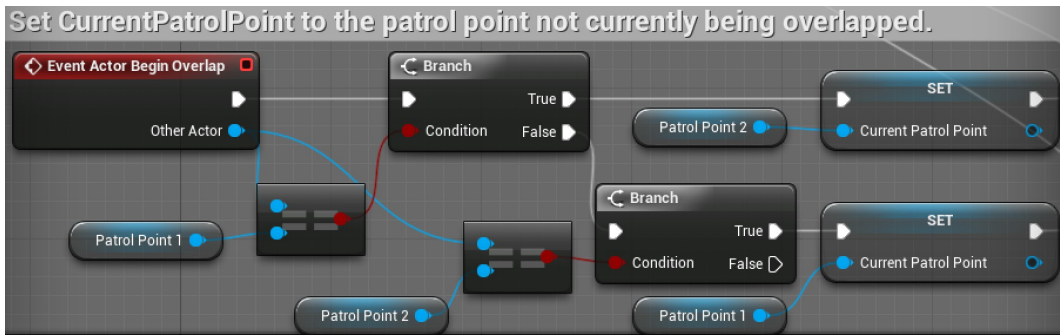 Set CurrentPatrolPoint to the patrol point not currently being overlapped.
Event Actor Begin Overlap
Other Actor
Branch
True
Condition
False
Patrol Point 2
SET
Current Patrol Point
Patrol Point 1
==
Patrol Point 2
==
Branch
True
Condition
False
Patrol Point 1
SET
Current Patrol Point